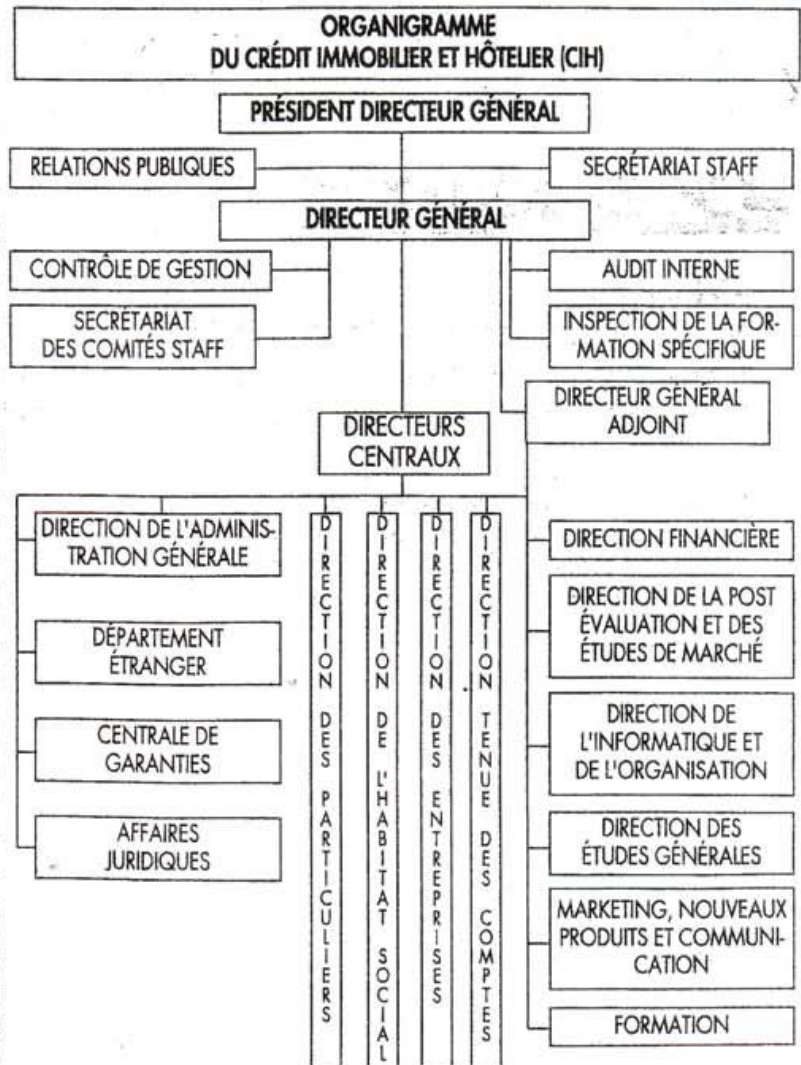 ORGANIGRAMME
DU CRÉDIT IMMOBILIER ET HÔTELIER (CIH)
PRÉSIDENT DIRECTEUR GÉNÉRAL
RELATIONS PUBLIQUES
SECRÉTARIAT STAFF
DIRECTEUR GÉNÉRAL
CONTRÔLE DE GESTION
AUDIT INTERNE
SECRÉTARIAT
DES COMITÉS STAFF
INSPECTION DE LA FOR-
MATION SPÉCIFIQUE
DIRECTEUR GÉNÉRAL
ADJOINT
DIRECTEURS
CENTRAUX
DIRECTION DE L'ADMINIS-
TRATION GÉNÉRALE
DÉPARTEMENT
ÉTRANGER
CENTRALE DE
GARANTIES
AFFAIRES
JURIDIQUES
DIRECTION DES PARTICULIERS
DIRECTION DE L'HABITAT SOCIAL
DIRECTION DES ENTREPRISES
DIRECTION TENUE DES COMPTES
DIRECTION FINANCIÈRE
DIRECTION DE LA POST
ÉVALUATION ET DES
ÉTUDES DE MARCHÉ
DIRECTION DE
L'INFORMATIQUE ET
DE L'ORGANISATION
DIRECTION DES
ÉTUDES GÉNÉRALES
MARKETING, NOUVEAUX
PRODUITS ET COMMUNI-
CATION
FORMATION